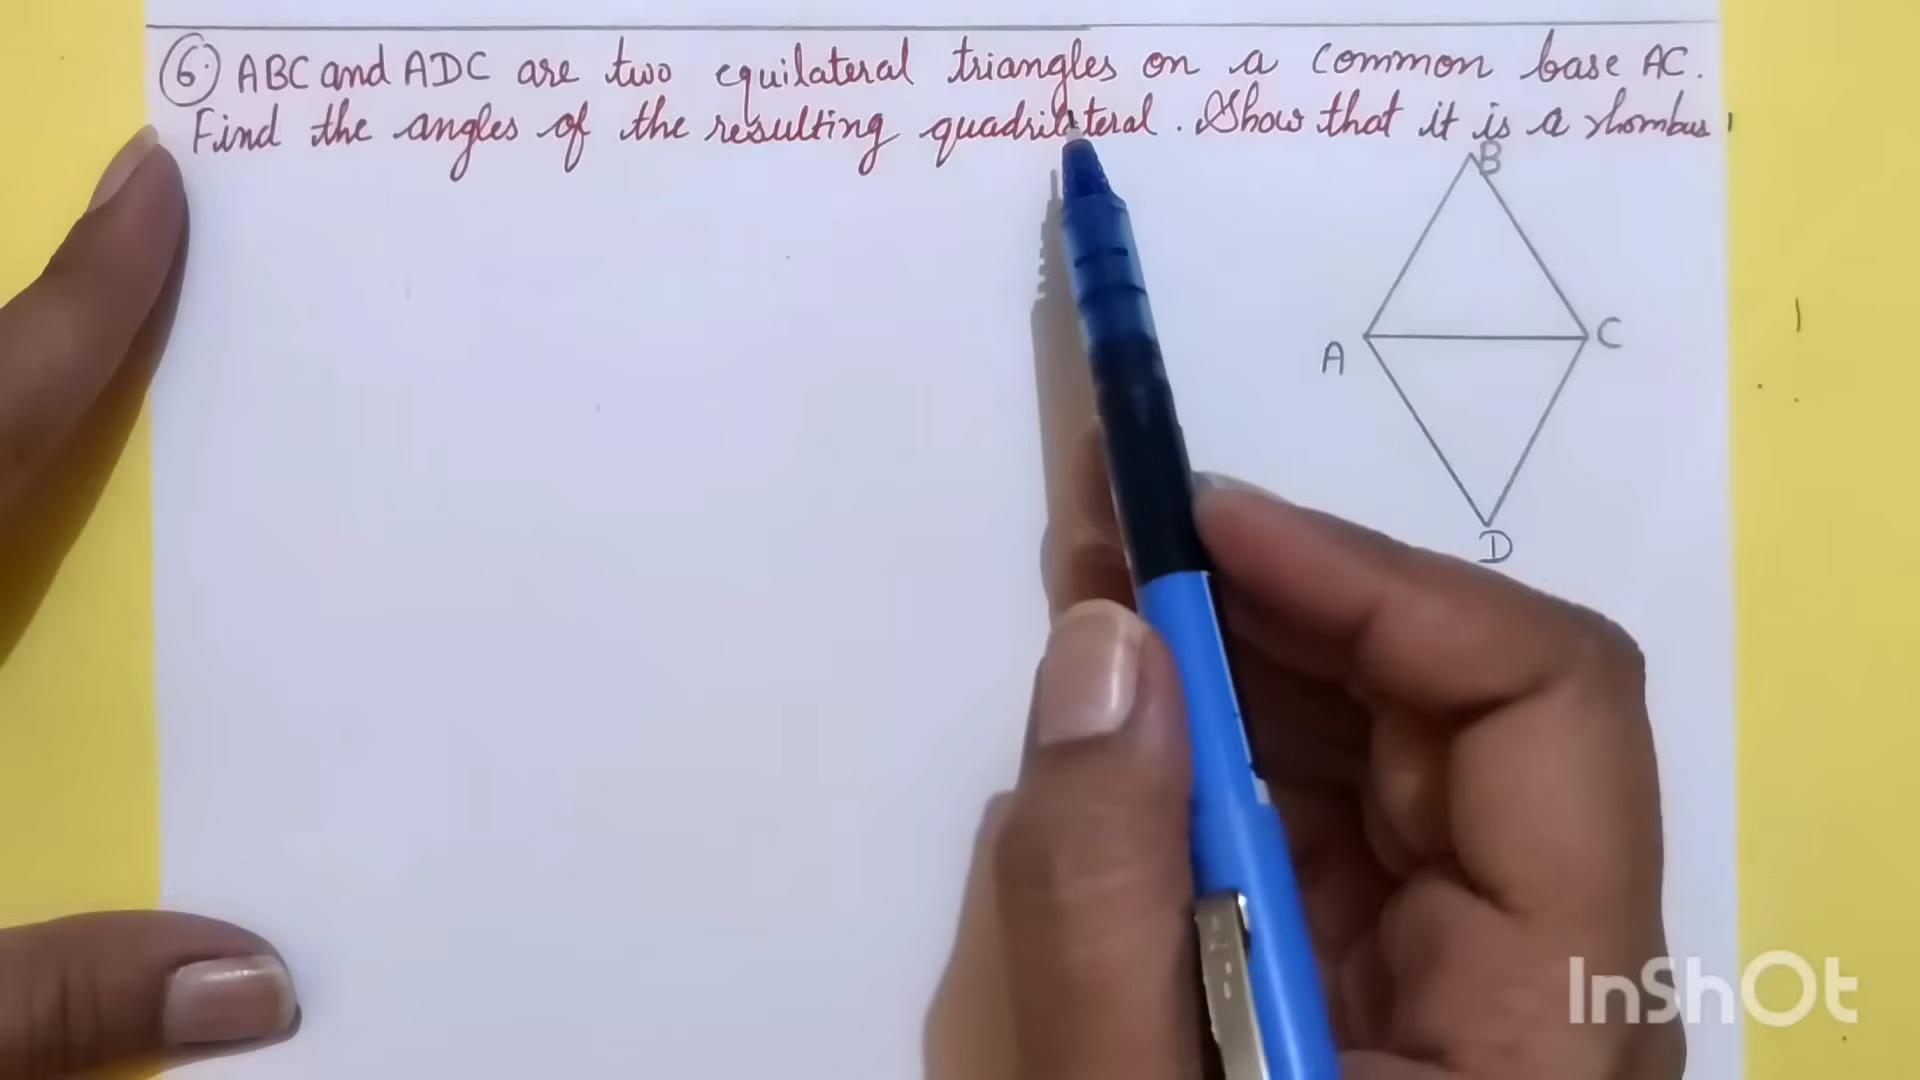 6. ABC and ADC are two equilateral triangles on a common base AC.
Find the angles of the resulting quadrilateral. Show that it is a rhombus
B
A
C
D
InShOt